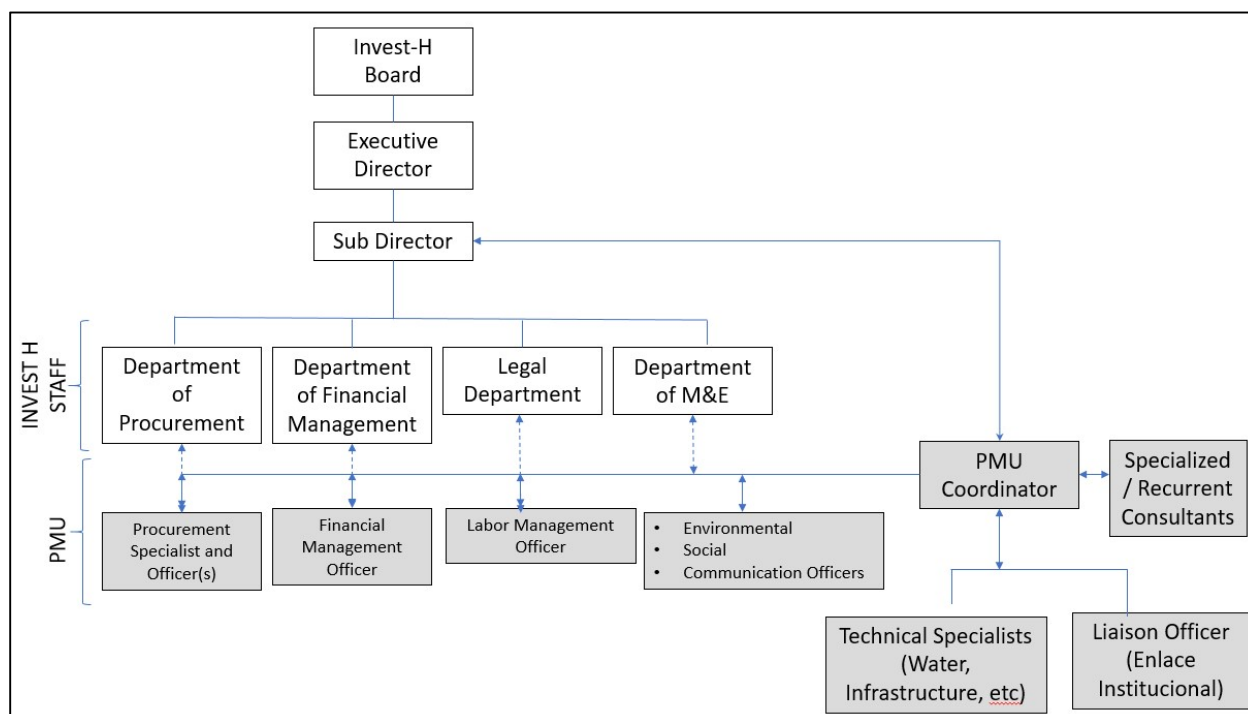 Invest-H
Board
Executive
Director
Sub Director
INVEST H
STAFF
Department
of
Procurement
Department
of Financial
Management
Legal
Department
Department
of M&E
PMU
Procurement
Specialist and
Officer(s)
Financial
Management
Officer
Labor Management
Officer
• Environmental
• Social
• Communication Officers
PMU
Coordinator
Specialized
/ Recurrent
Consultants
Technical Specialists
(Water,
Infrastructure, etc)
Liaison Officer
(Enlace
Institucional)